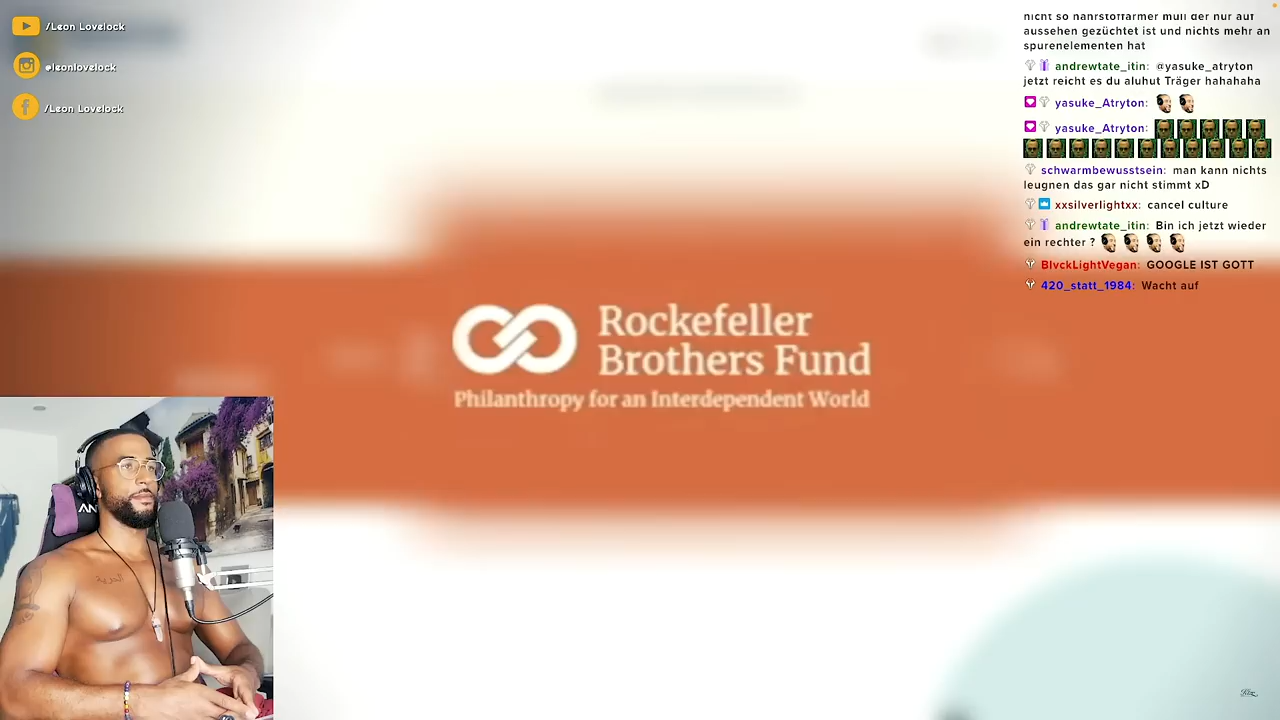 /Leon Lovelock
@leonlovelock
/Leon Lovelock
nicht so nährstoffarmer müll der nur auf
aussehen gezüchtet ist und nichts mehr an
spurenelementen hat
andrewtate_itin: @yasuke_atryton
jetzt reicht es du aluhut Träger hahahaha
yasuke_Atryton:
yasuke_Atryton:
schwarmbewusstsein: man kann nichts
leugnen das gar nicht stimmt xD
xxsilverlightxx: cancel culture
andrewtate_itin: Bin ich jetzt wieder
ein rechter ?
BlvckLightVegan: GOOGLE IST GOTT
420_statt_1984: Wacht auf
Rockefeller
Brothers Fund
Philanthropy for an Interdependent World
AN